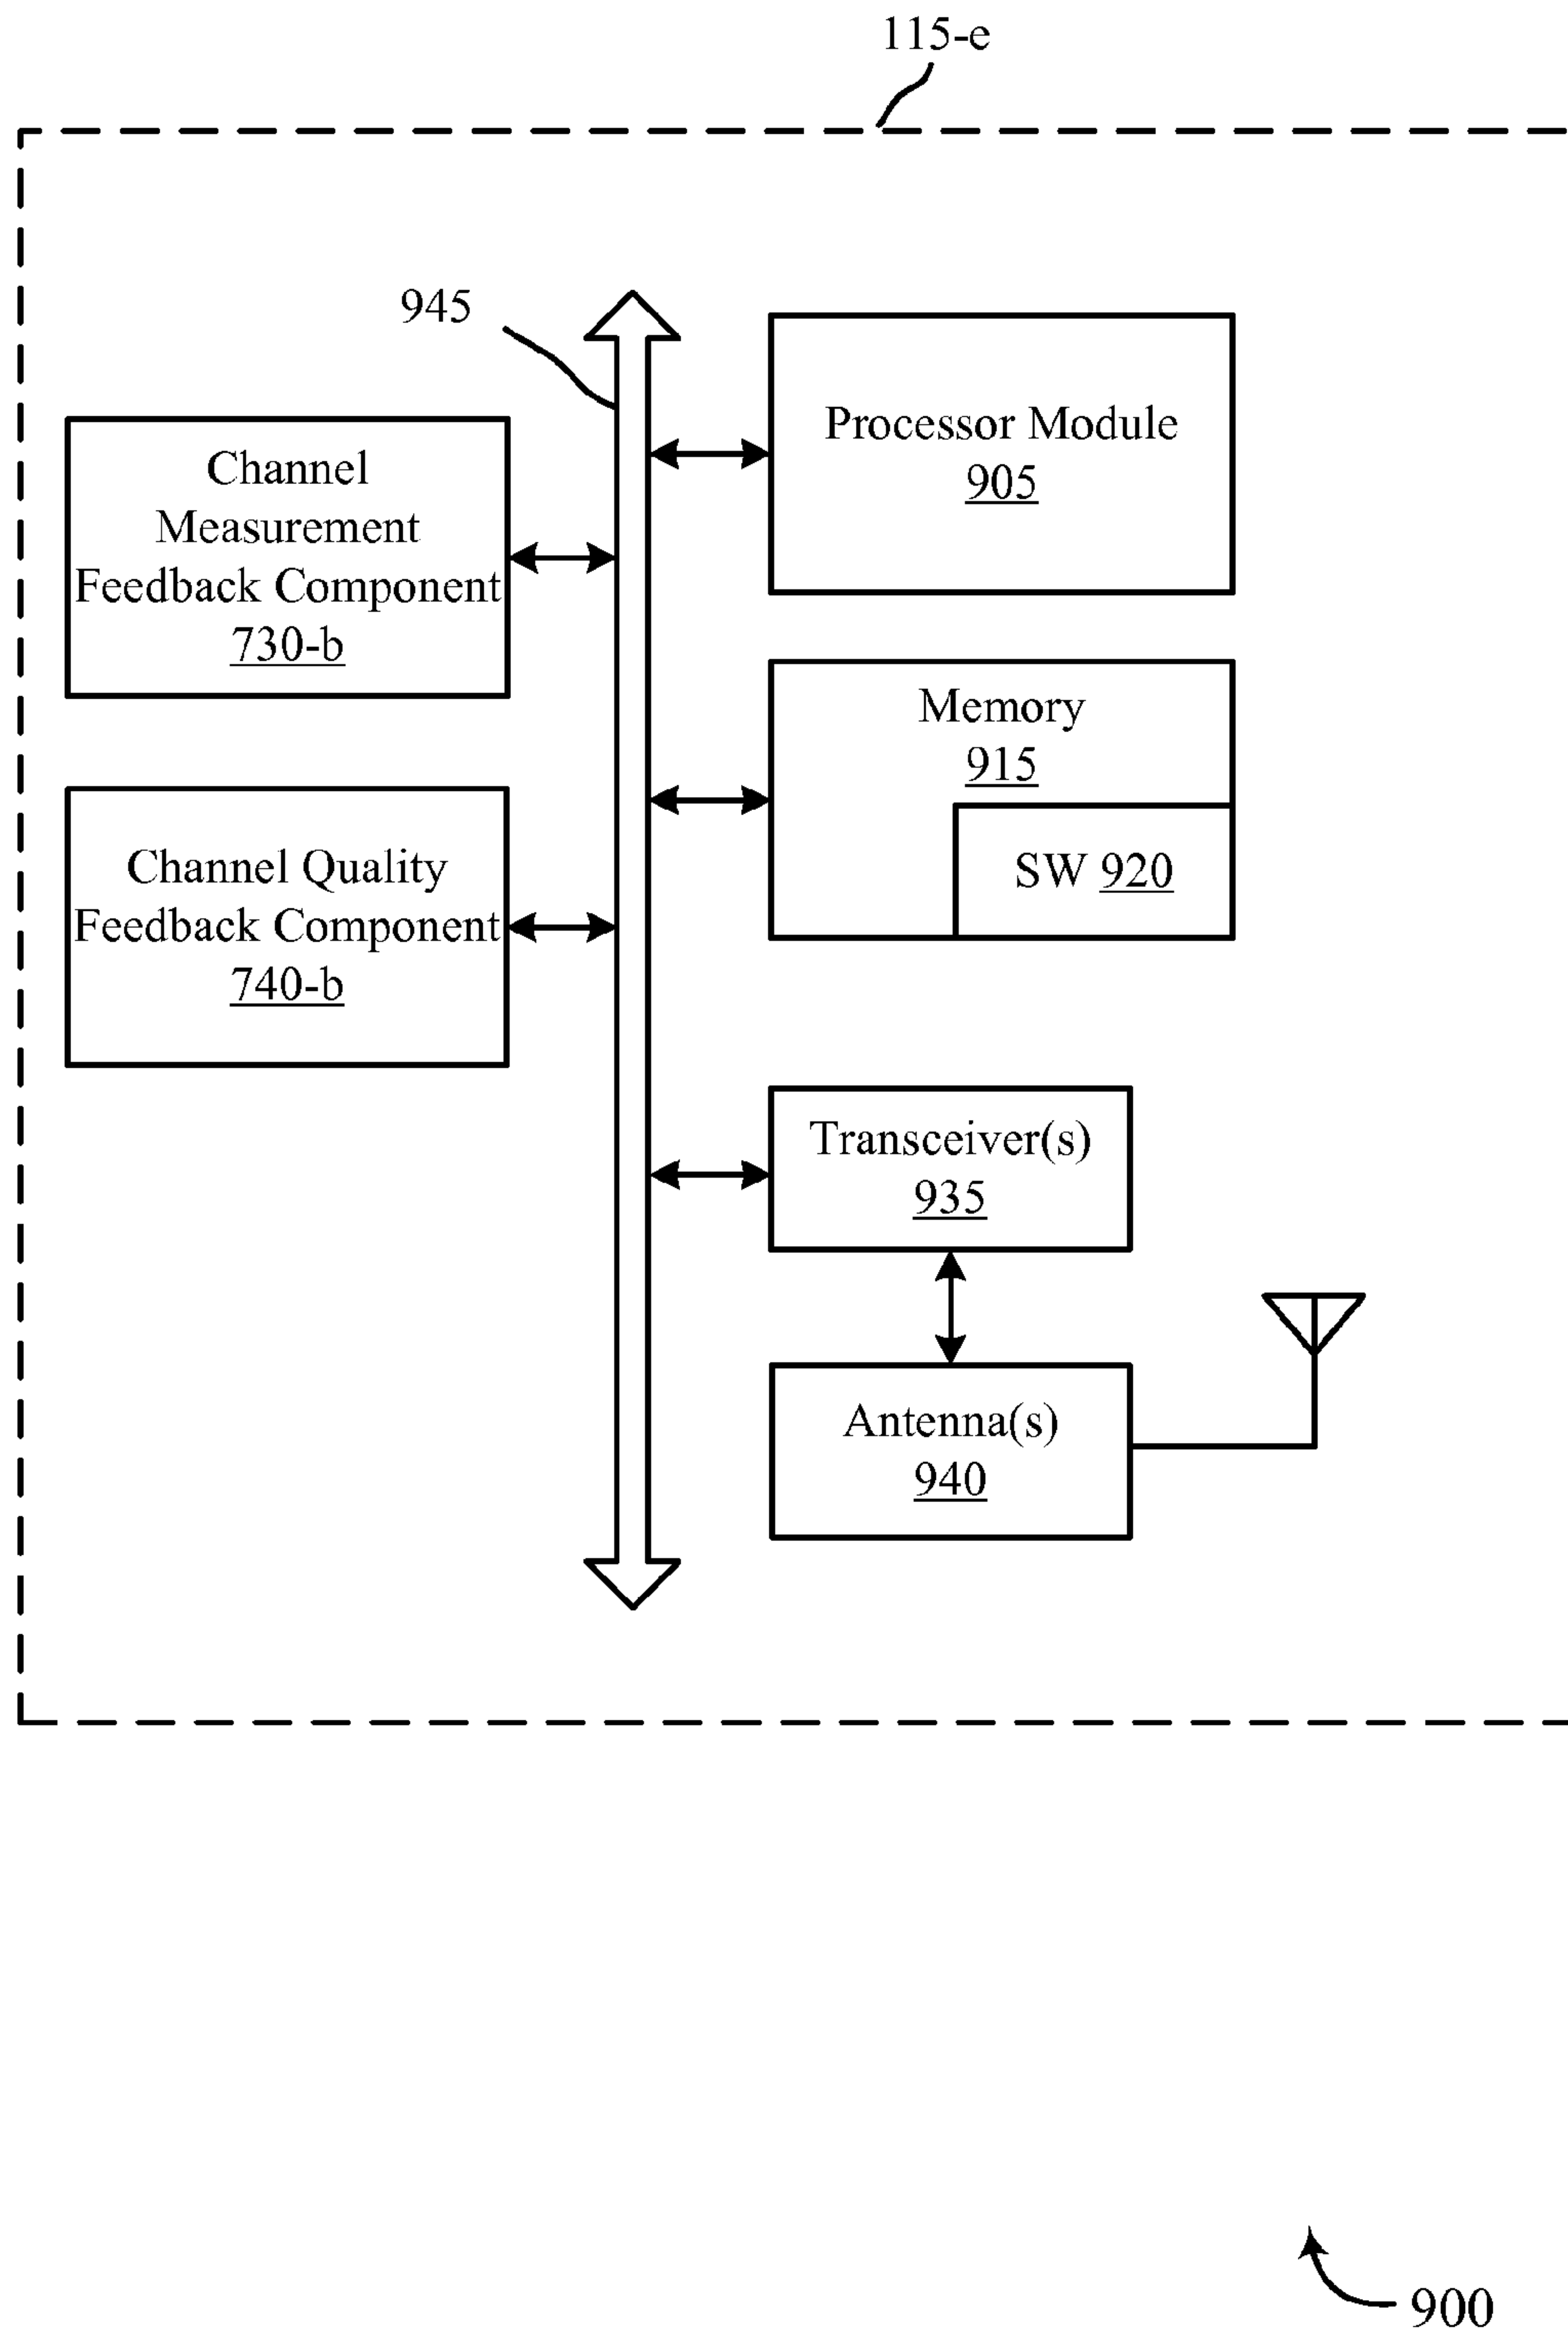 115-e
945
Processor Module
905
Channel
Measurement
Feedback Component
730-b
Memory
915
SW 920
Channel Quality
Feedback Component
740-b
Transceiver(s)
935
Antenna(s)
940
900